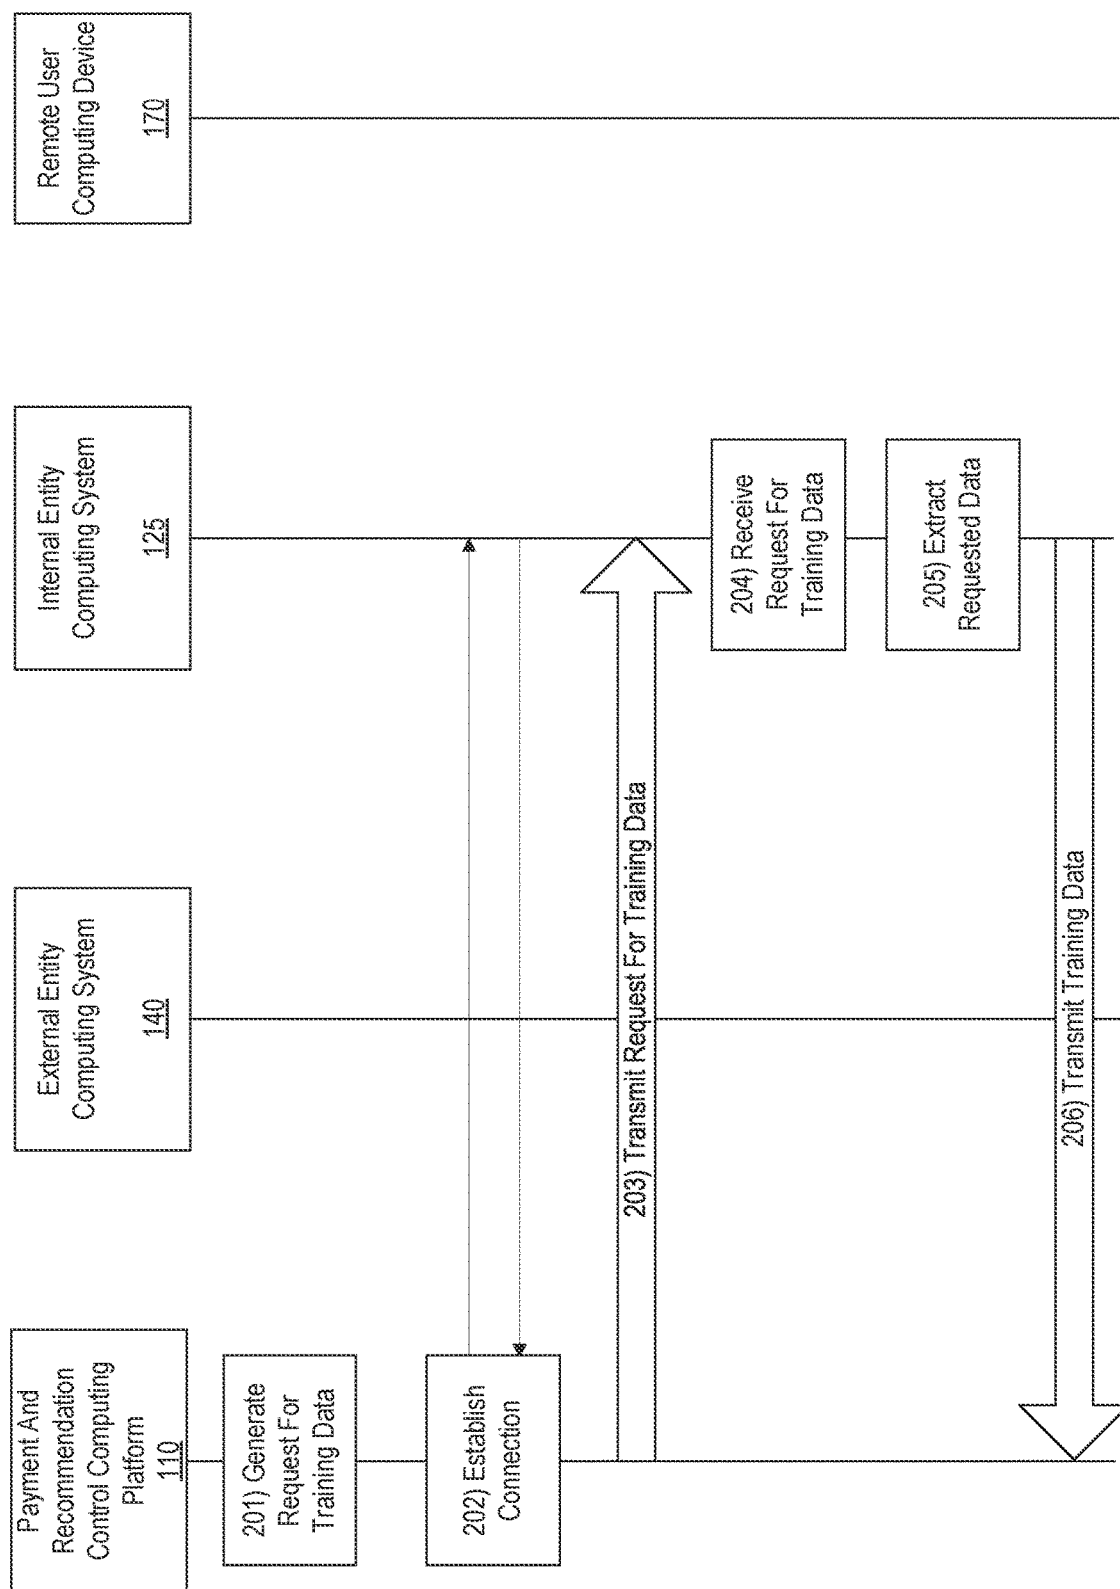 Payment And
Recommendation
Control Computing
Platform
110
External Entity
Computing System
140
Internal Entity
Computing System
125
Remote User
Computing Device
170
201) Generate
Request For
Training Data
202) Establish
Connection
203) Transmit Request For Training Data
204) Receive
Request For
Training Data
205) Extract
Requested Data
206) Transmit Training Data